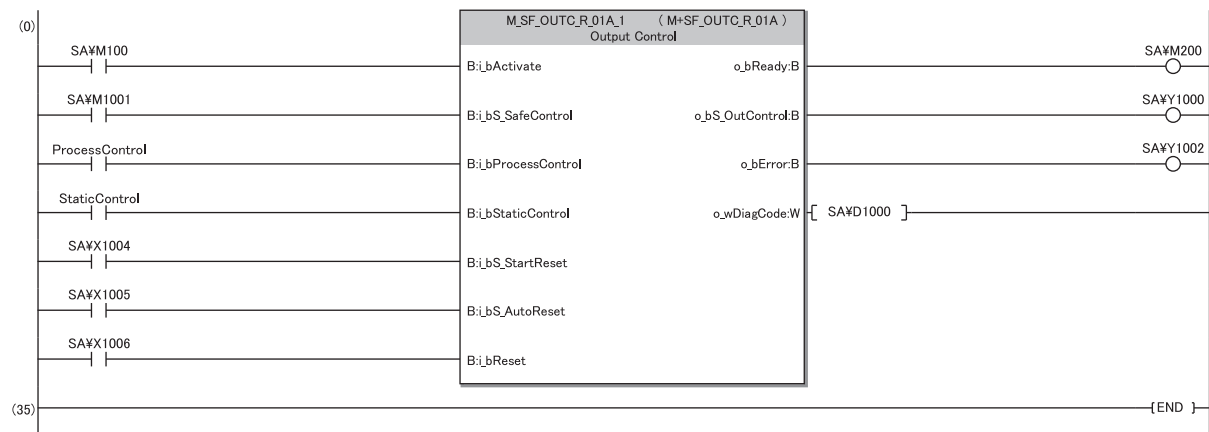 (0)
M_SF_OUTC_R_01A_1 ( M+SF_OUTC_R_01A )
Output Control
SA¥M100
B:i_bActivate
o_bReady:B
SA¥M200
SA¥M1001
B:i_bS_SafeControl
o_bS_OutControl:B
SA¥Y1000
ProcessControl
B:i_bProcessControl
o_bError:B
SA¥Y1002
StaticControl
B:i_bStaticControl
o_wDiagCode:W
[ SA¥D1000 ]
SA¥X1004
B:i_bS_StartReset
SA¥X1005
B:i_bS_AutoReset
SA¥X1006
B:i_bReset
(35)
[END ]